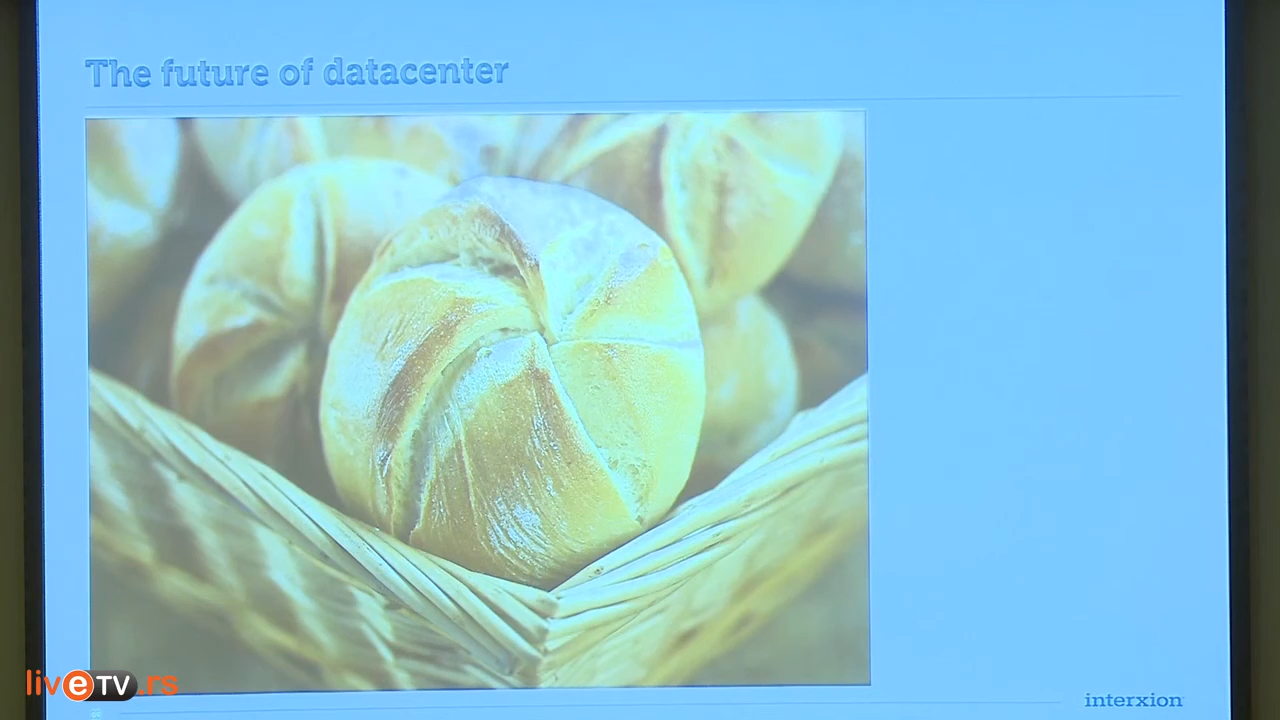 The future of datacenter
liveTV.rs
interxion